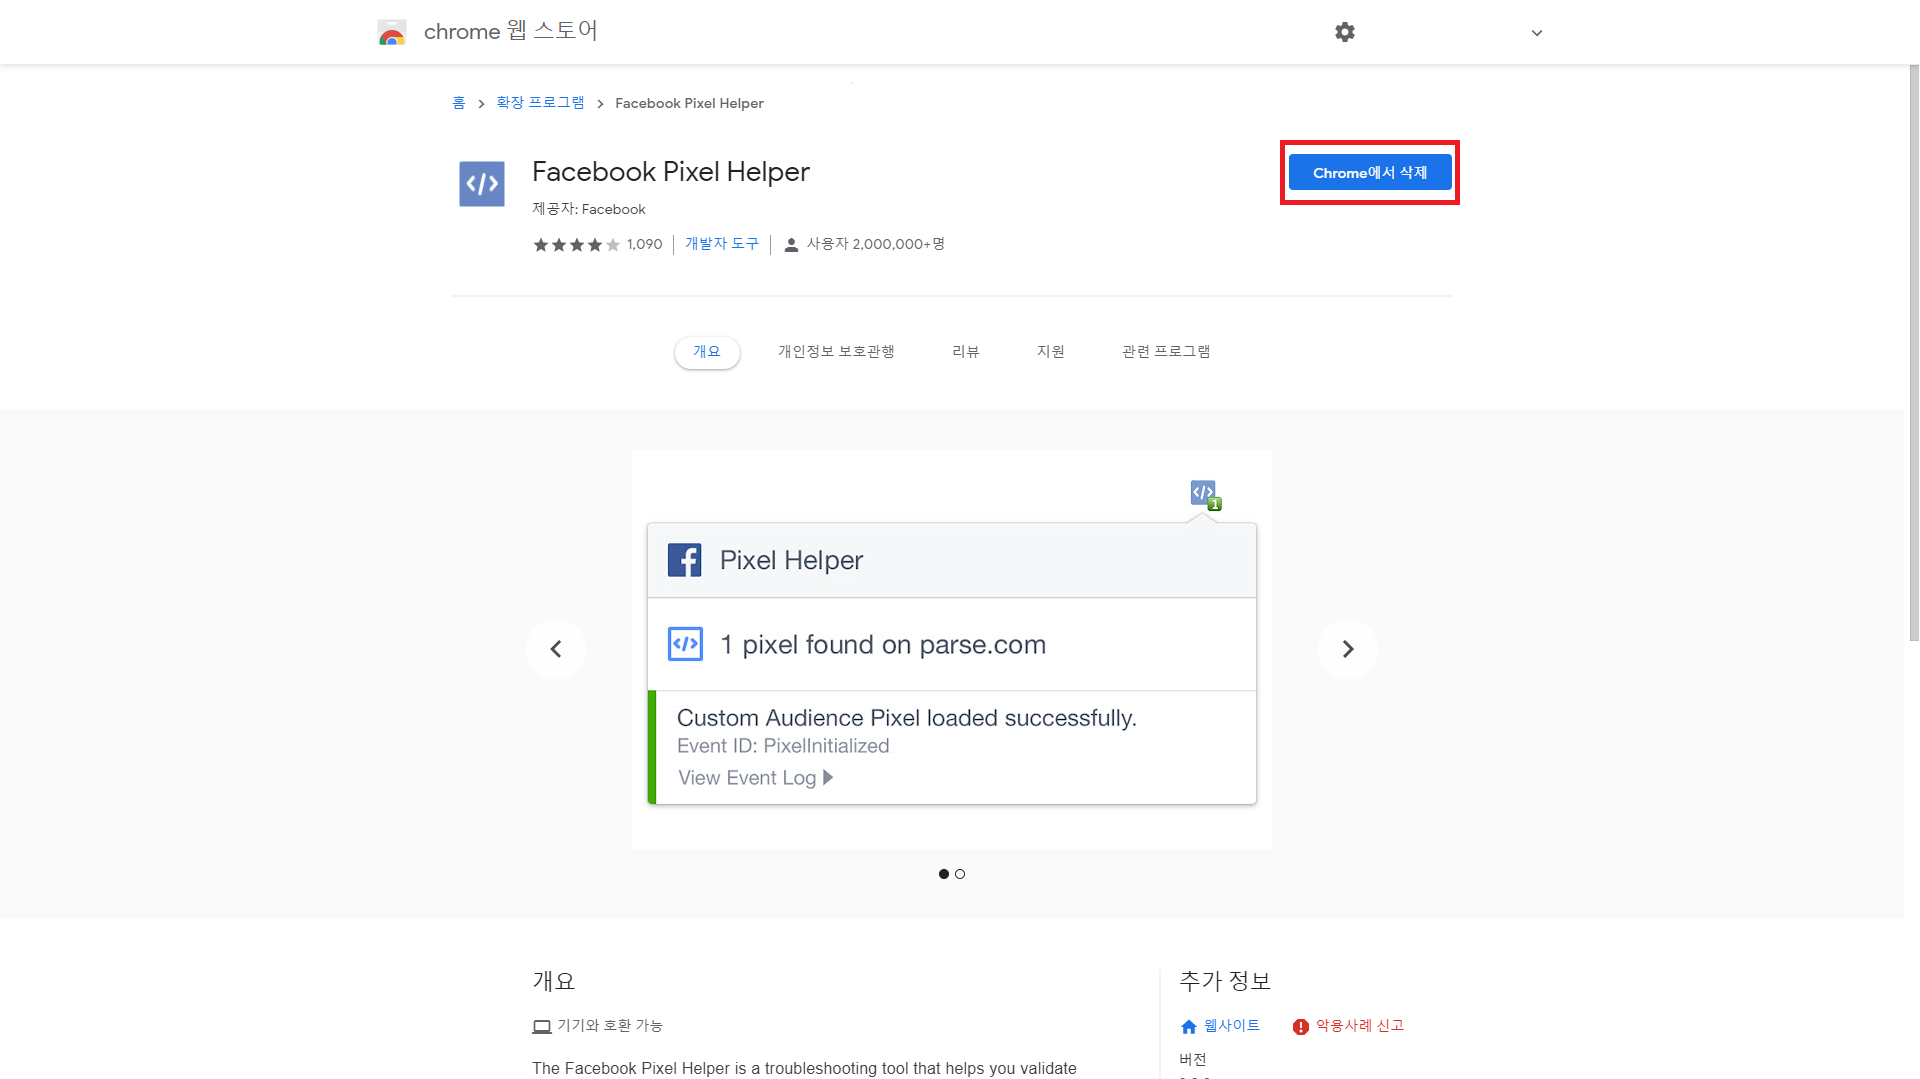 chrome 웹 스토어
홈 > 확장 프로그램 > Facebook Pixel Helper
Facebook Pixel Helper
Chrome에서 삭제
제공자: Facebook
1,090 개발자 도구 사용자 2,000,000+명
개요 개인정보 보호관행 리뷰 지원 관련 프로그램
1
Pixel Helper
1 pixel found on parse.com
Custom Audience Pixel loaded successfully.
Event ID: PixelInitialized
View Event Log
개요
기기와 호환 가능
The Facebook Pixel Helper is a troubleshooting tool that helps you validate
추가 정보
웹사이트 악용사례 신고
버전